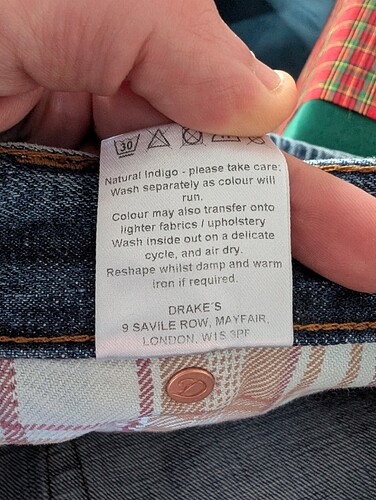 30
Natural Indigo - please take care.
Wash separately as colour will
run.
Colour may also transfer onto
lighter fabrics / upholstery
Wash inside out on a delicate
cycle, and air dry.
Reshape whilst damp and warm
iron if required.
DRAKE'S
9 SAVILE ROW, MAYFAIR,
LONDON, W1S 3PF
D